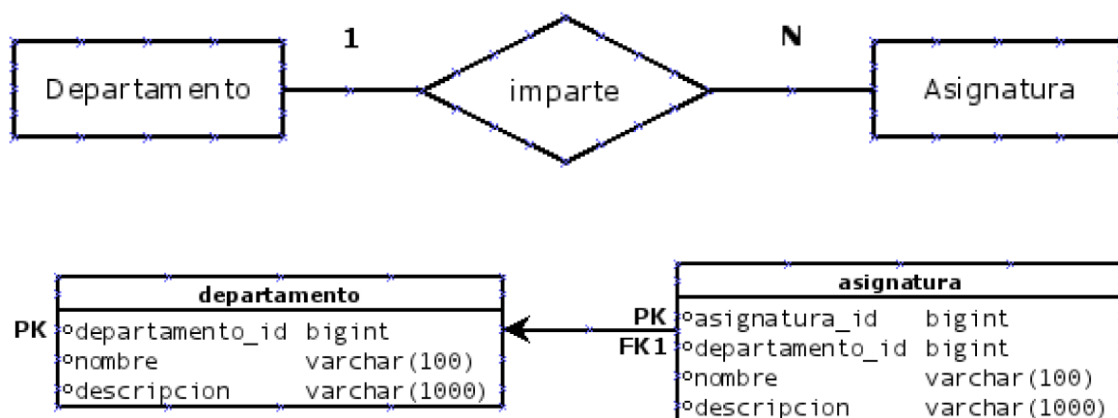 1 N
Departamento imparte Asignatura
departamento
PK departamento_id bigint
nombre varchar(100)
descripcion varchar(1000)
asignatura
PK asignatura_id bigint
FK1 departamento_id bigint
nombre varchar(100)
descripcion varchar(1000)